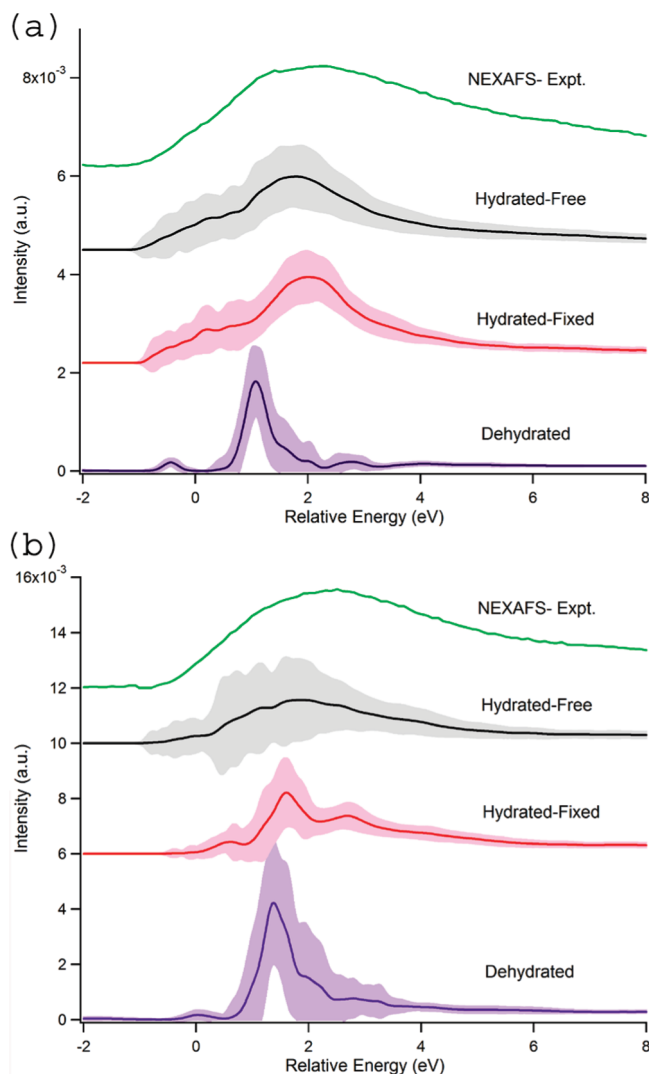 (a)
8x10⁻³
NEXAFS- Expt.
6
Hydrated-Free
Intensity (a.u.)
4
Hydrated-Fixed
2
Dehydrated
0
-2 0 2 4 6 8
Relative Energy (eV)
(b)
16x10⁻³
NEXAFS- Expt.
14
12
Hydrated-Free
10
Intensity (a.u.)
8
Hydrated-Fixed
6
4
Dehydrated
2
0
-2 0 2 4 6 8
Relative Energy (eV)